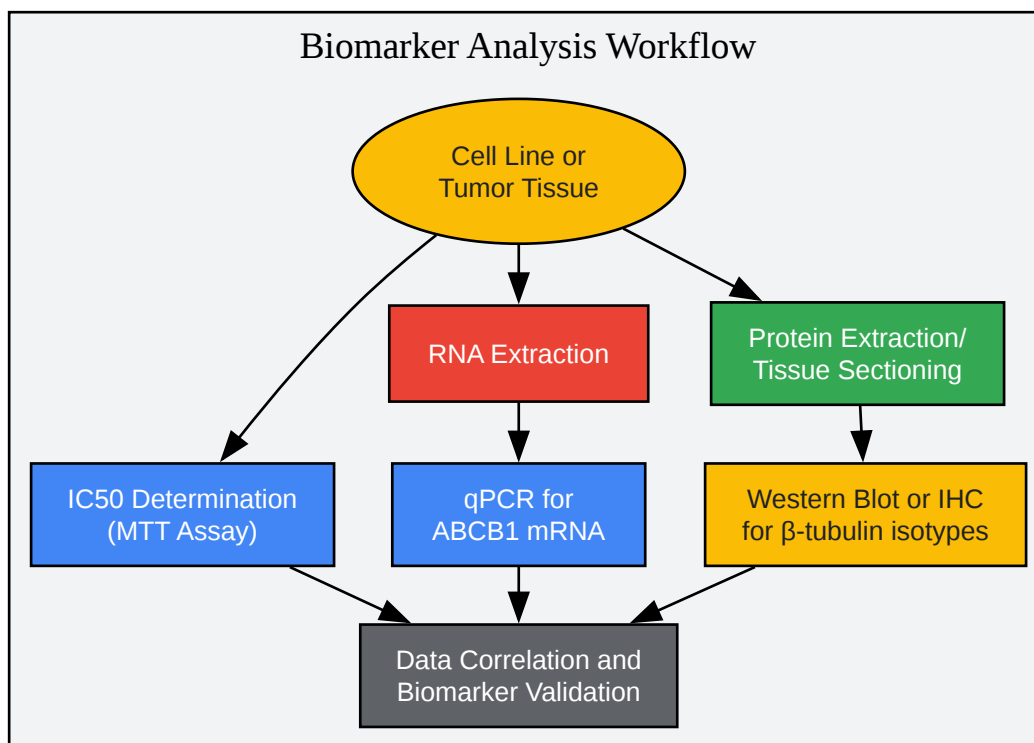 Biomarker Analysis Workflow
Cell Line or
Tumor Tissue
RNA Extraction
Protein Extraction/
Tissue Sectioning
IC50 Determination
(MTT Assay)
qPCR for
ABCB1 mRNA
Western Blot or IHC
for β-tubulin isotypes
Data Correlation and
Biomarker Validation